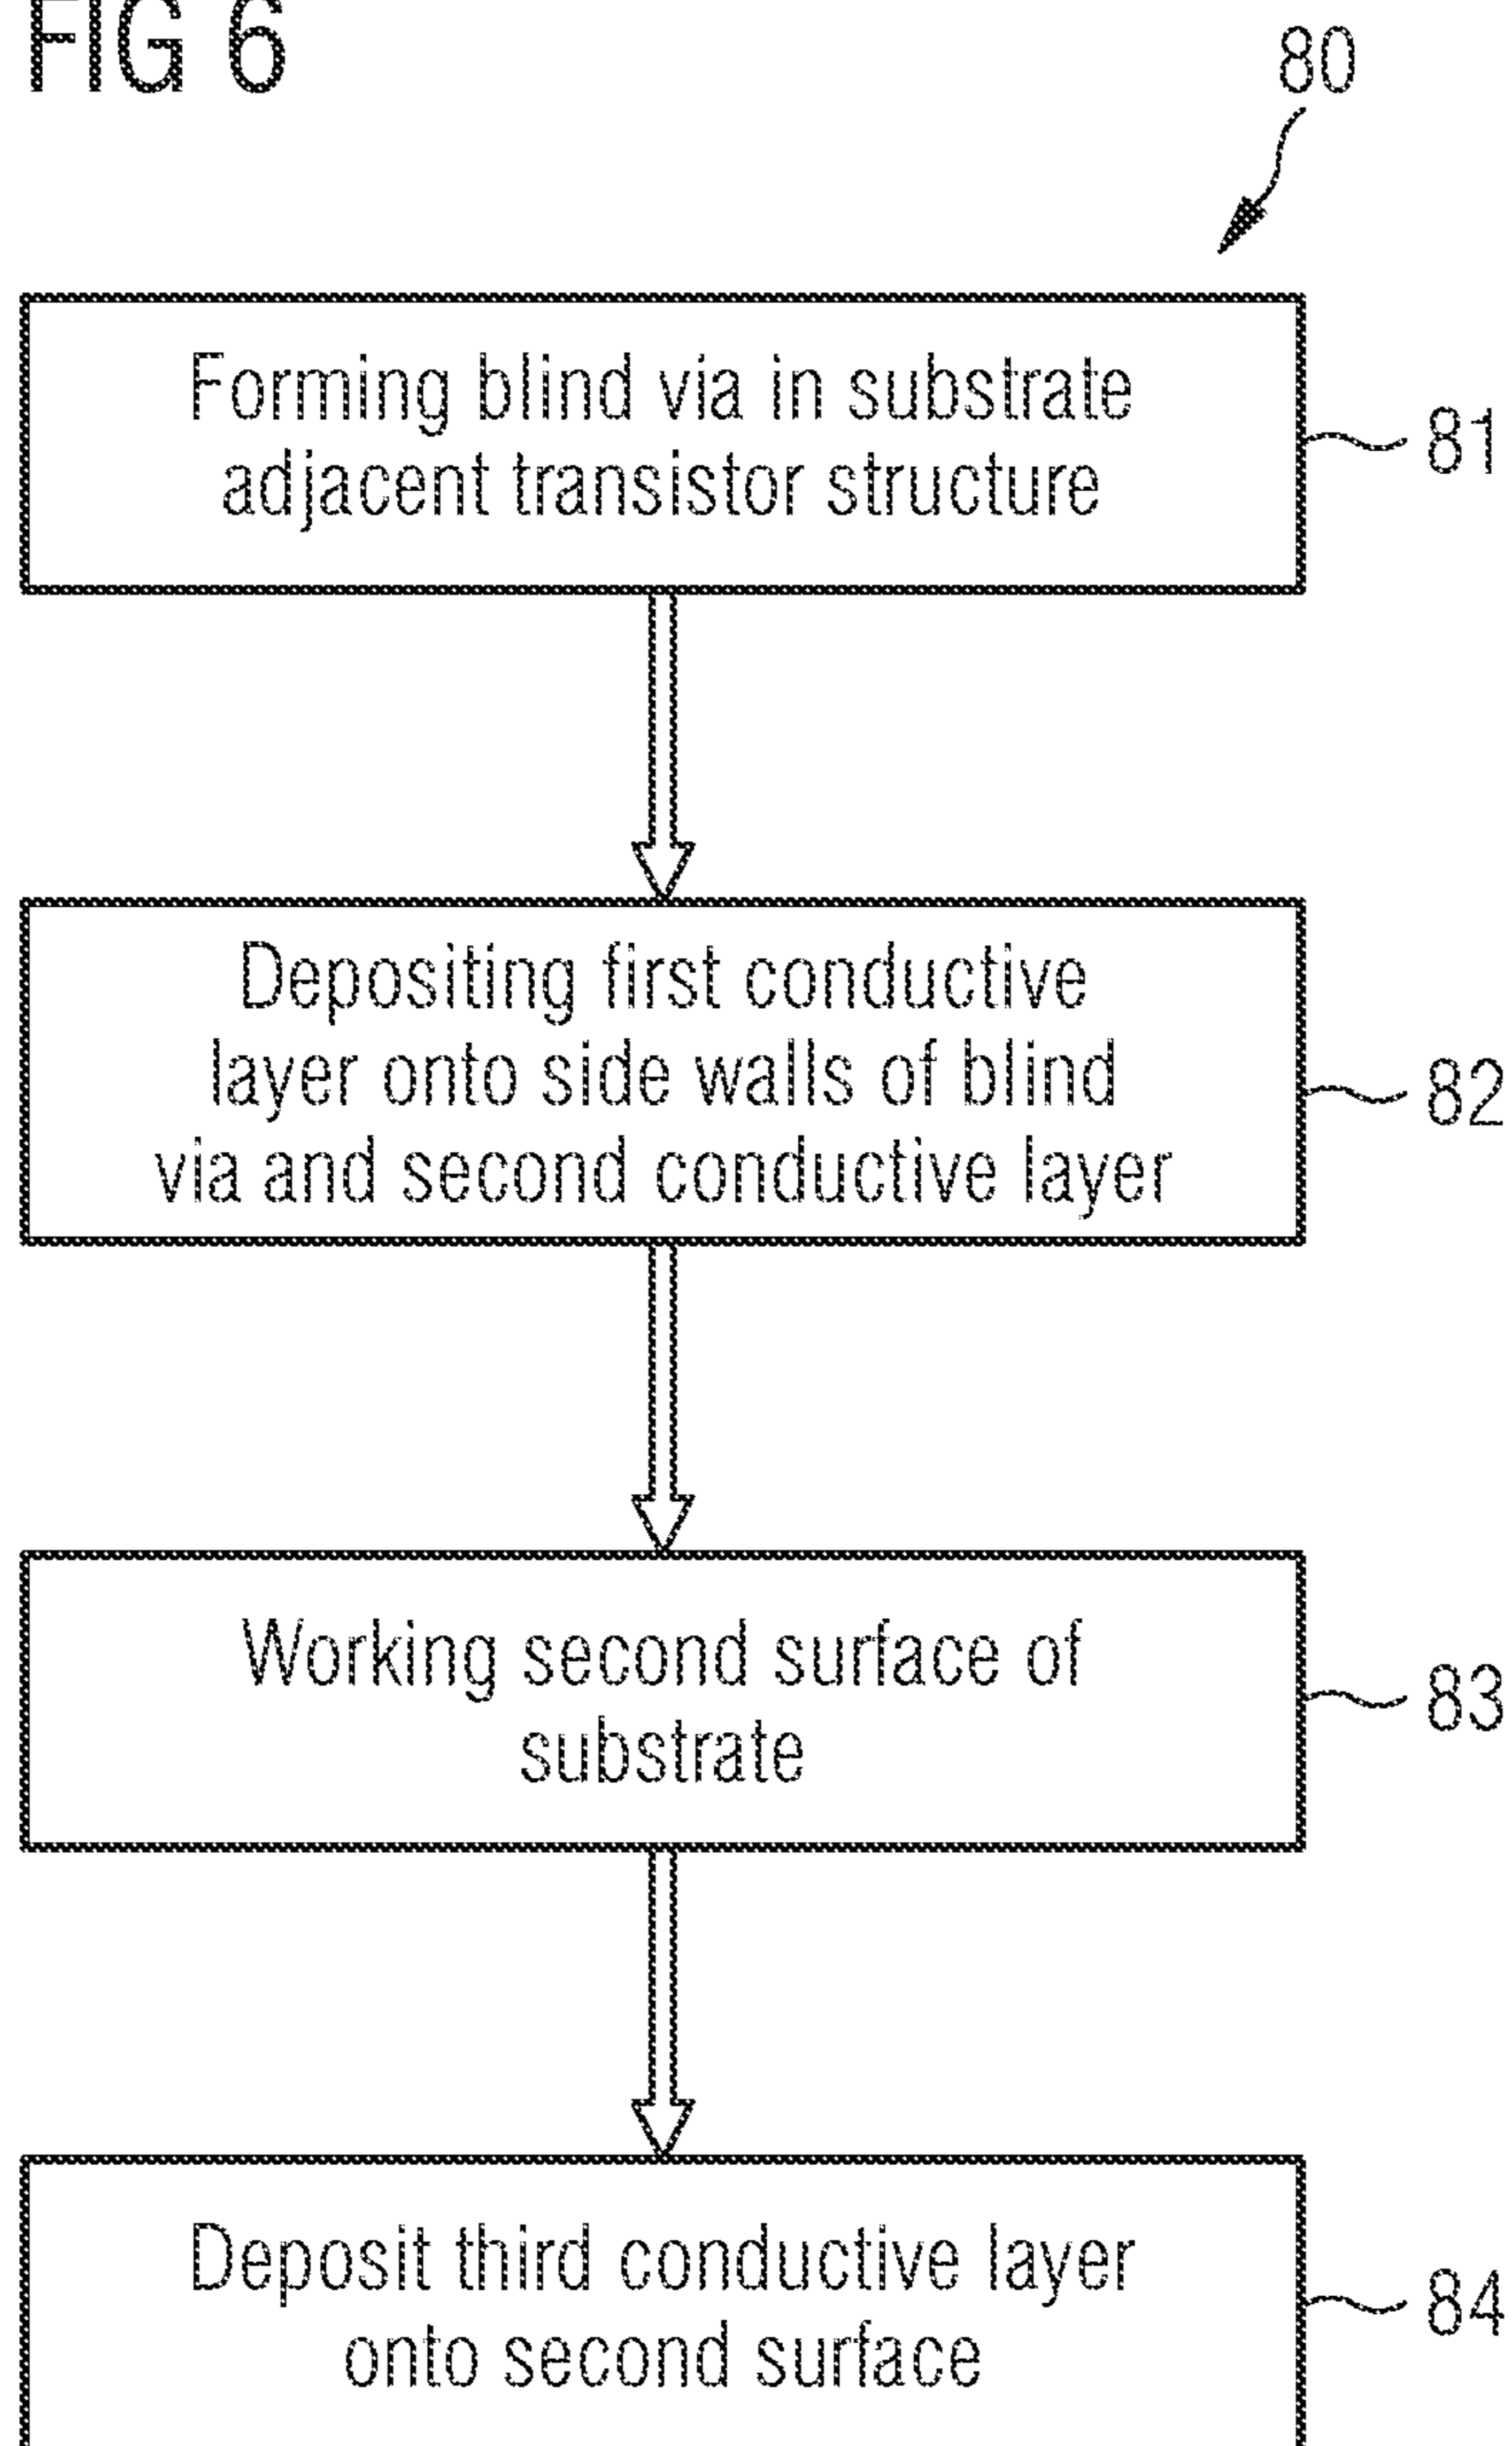 FIG 6
80
Forming blind via in substrate
adjacent transistor structure
81
Depositing first conductive
layer onto side walls of blind
via and second conductive layer
82
Working second surface of
substrate
83
Deposit third conductive layer
onto second surface
84